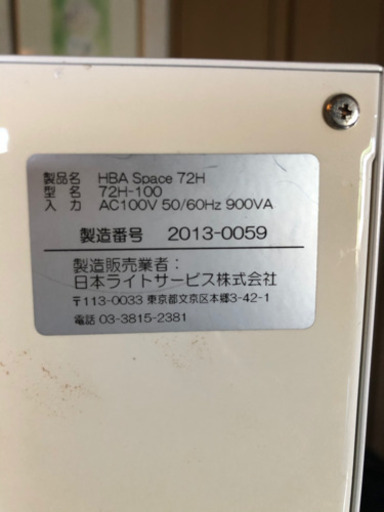 製品名 HBA Space 72H
型 名 72H-100
入 力 AC100V 50/60Hz 900VA
製造番号 2013-0059
製造販売業者：
日本ライトサービス株式会社
〒113-0033 東京都文京区本郷3-42-1
電話 03-3815-2381